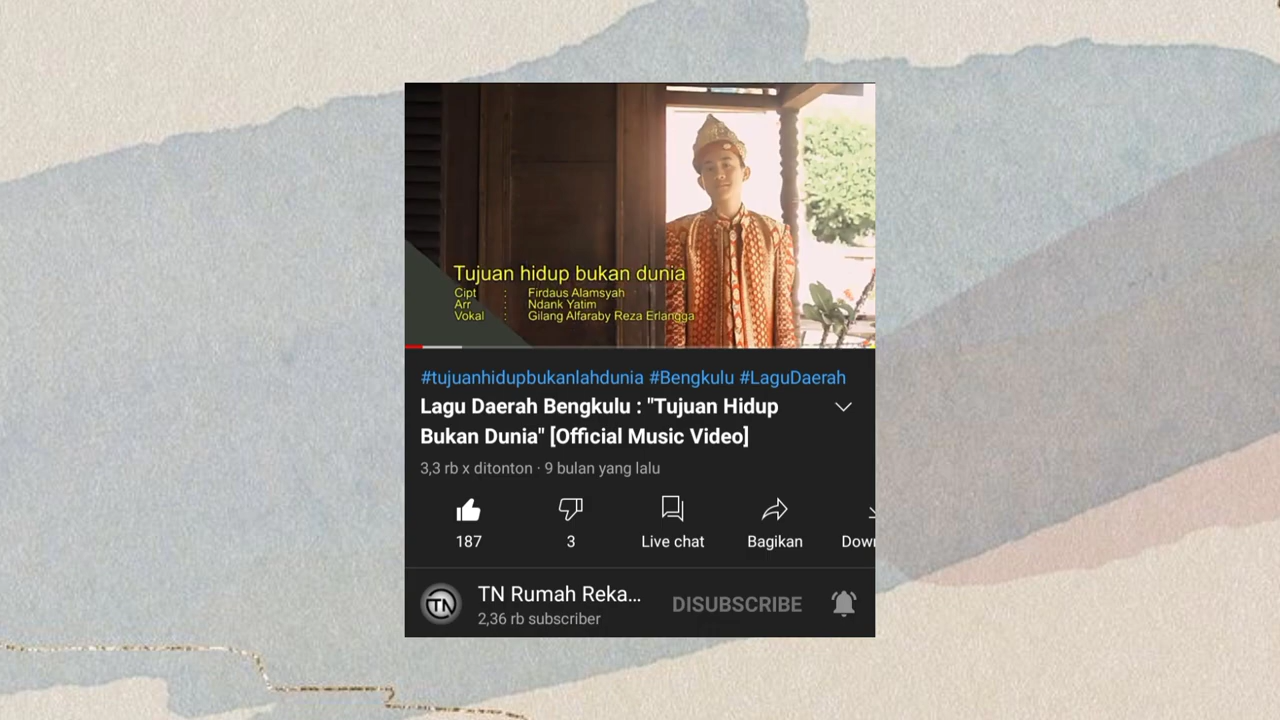 Tujuan hidup bukan dunia
Cipt : Firdaus Alamsyah
Arr : Ndank Yatim
Vokal : Gilang Alfaraby Reza Erlangga
#tujuanhidupbukanlahdunia #Bengkulu #LaguDaerah
Lagu Daerah Bengkulu : "Tujuan Hidup
Bukan Dunia" [Official Music Video]
3,3 rb x ditonton · 9 bulan yang lalu
187 3 Live chat Bagikan Dow
TN TN Rumah Reka... DISUBSCRIBE
2,36 rb subscriber